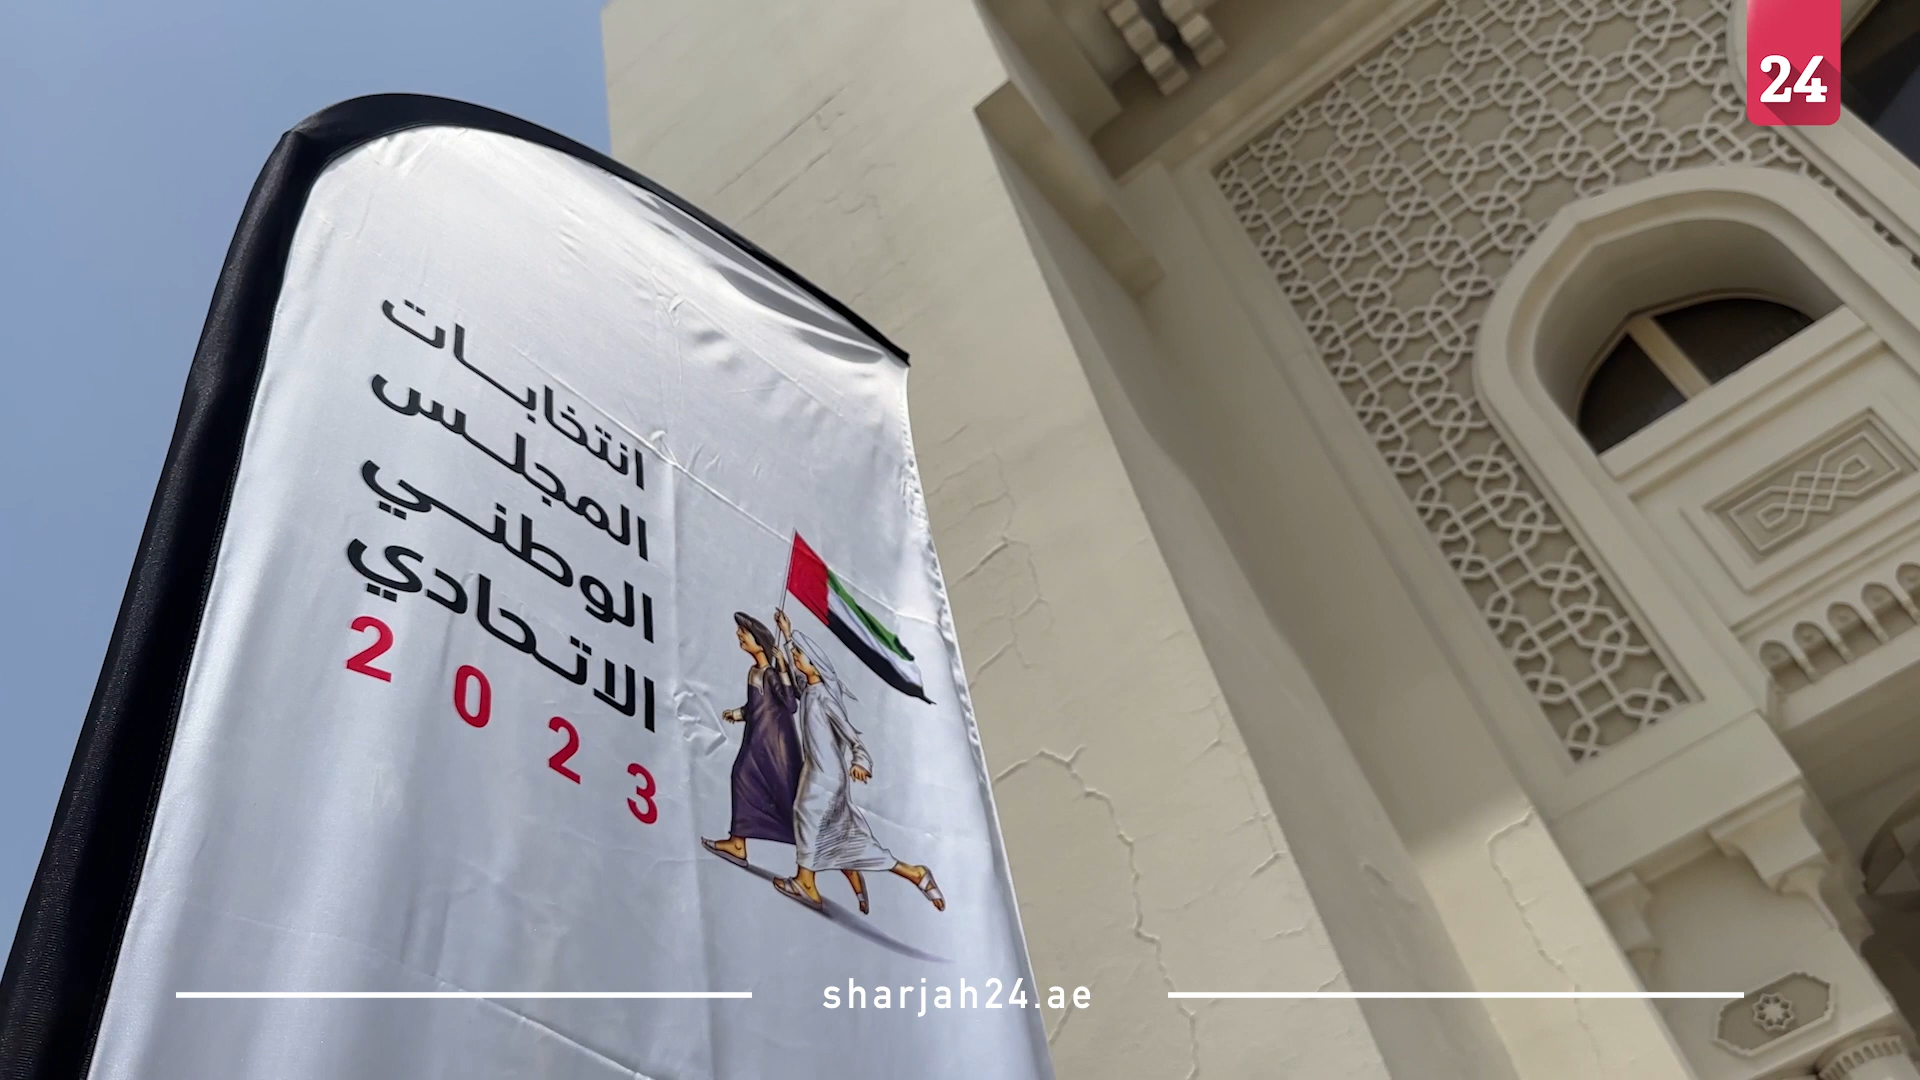 24
انتخابات
المجلس
الوطني
الاتحادي
2023
sharjah24.ae